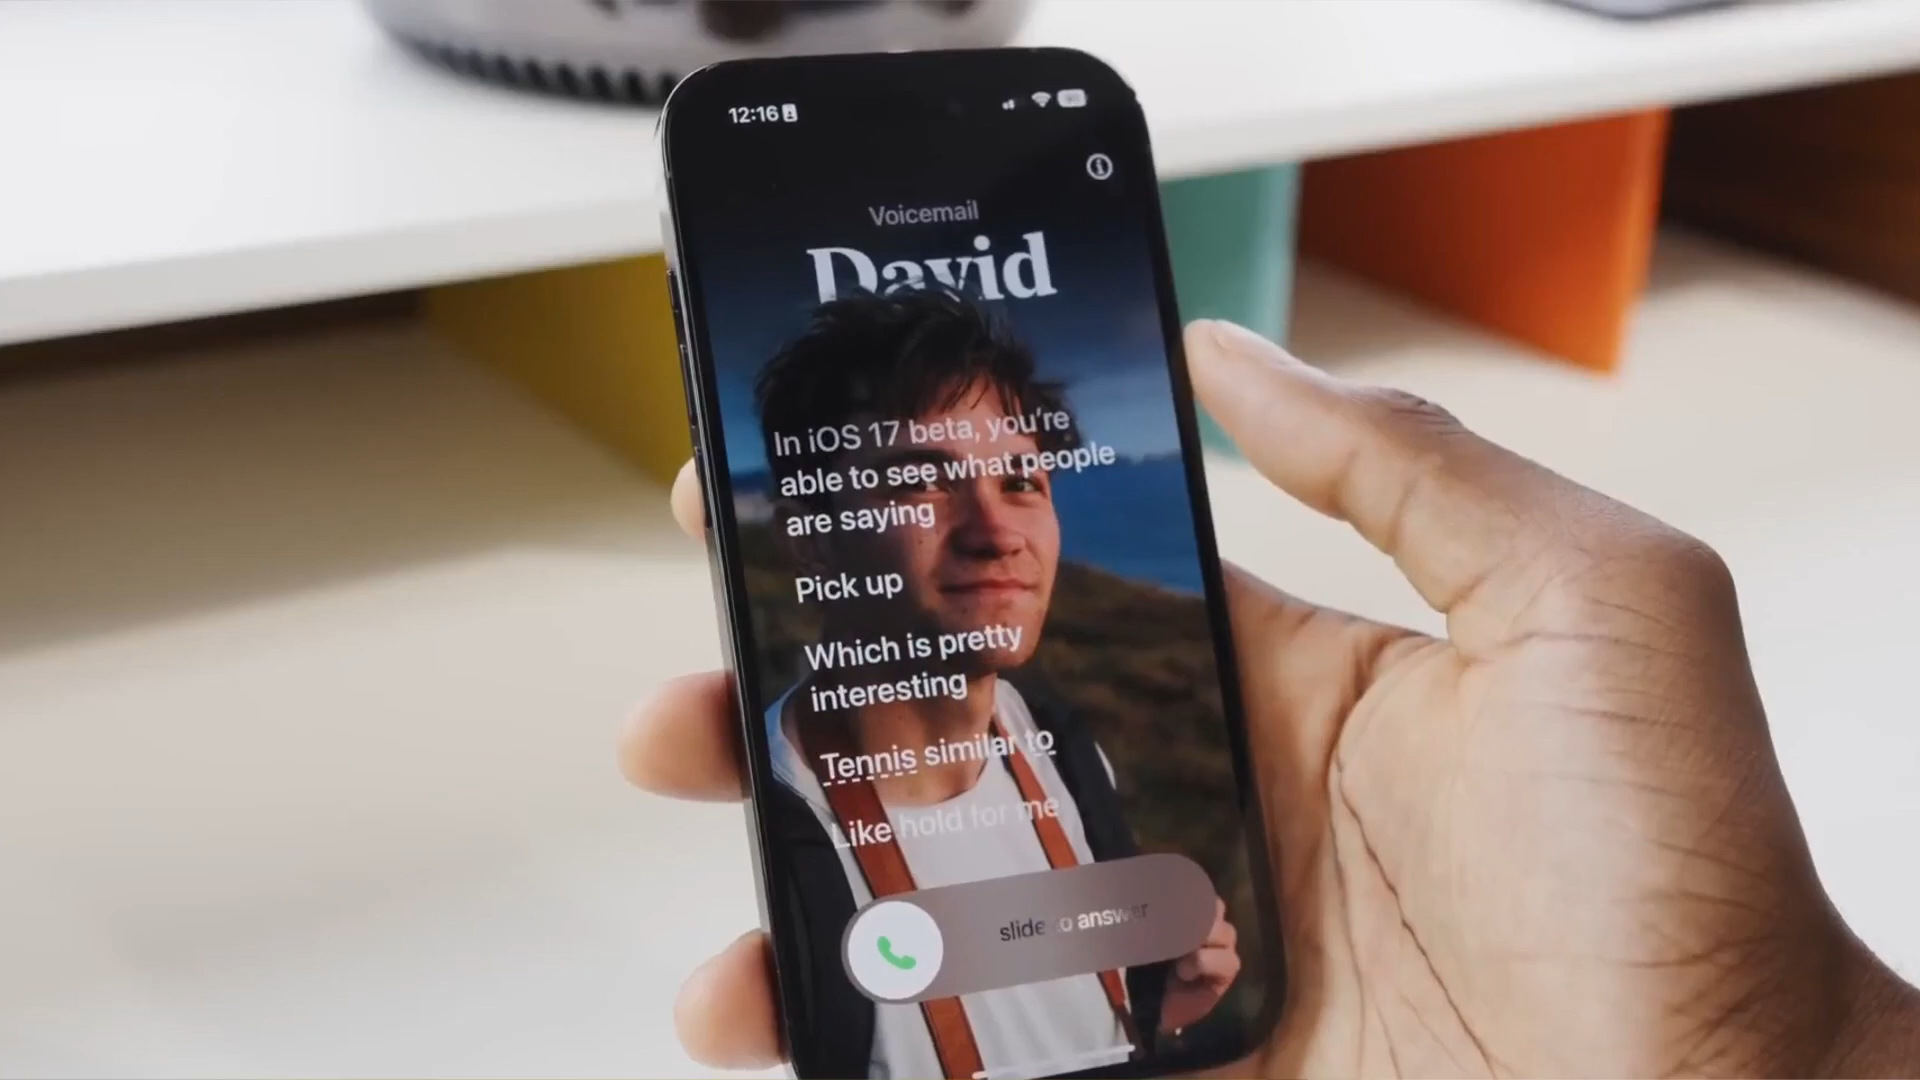 12:16
Voicemail
David
In iOS 17 beta, you're
able to see what people
are saying
Pick up
Which is pretty
interesting
Tennis similar to
Like hold for me
slide to answer